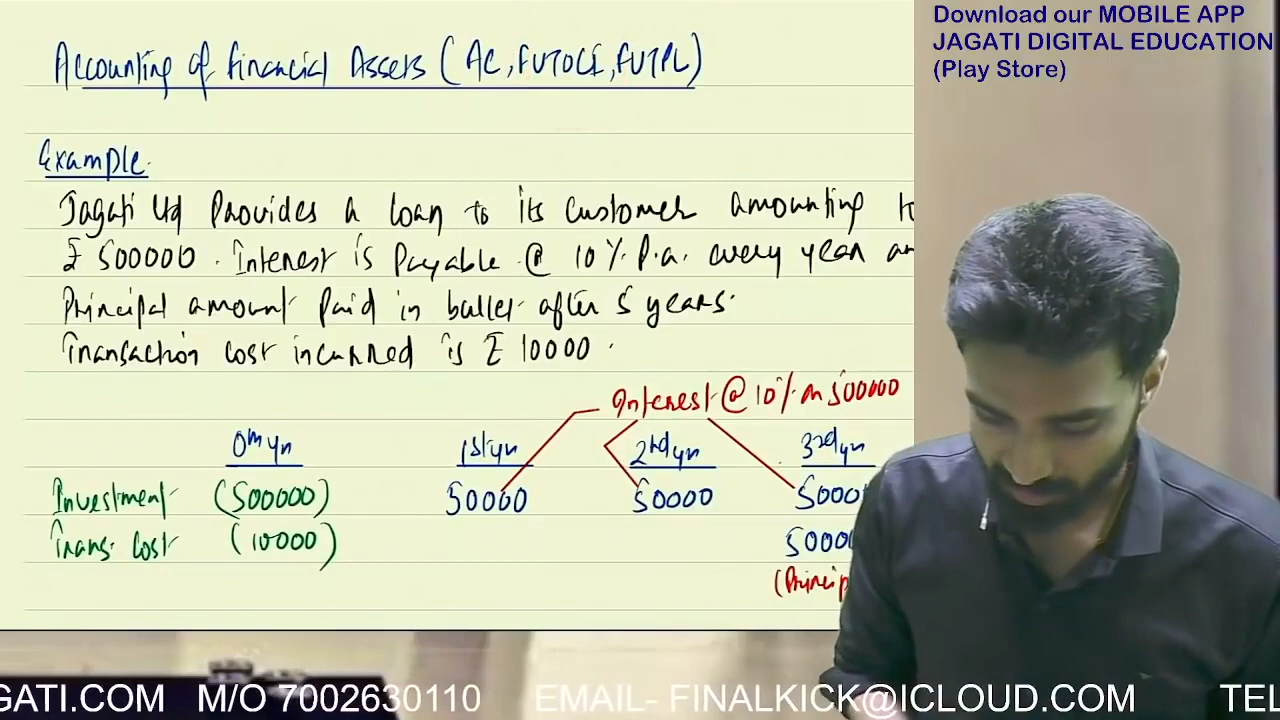 Download our MOBILE APP
JAGATI DIGITAL EDUCATION
(Play Store)
Accounting of financial Assets (AC, FVTOCI, FVTPL)
Example.
Jagati Ltd Provides a loan to its customer amounting
₹ 500000. Interest is Payable @ 10% P.a. every year
Principal amount paid in bullet after 5 years.
Transaction cost incurred is ₹ 10000.
Interest @ 10% on 500000
0th yr 1st yr 2nd yr 3rd yr
Investment (500000) 50000 50000
Trans. cost (10000)
GATI.COM M/O 7002630110 EMAIL- FINALKICK@ICLOUD.COM TEL